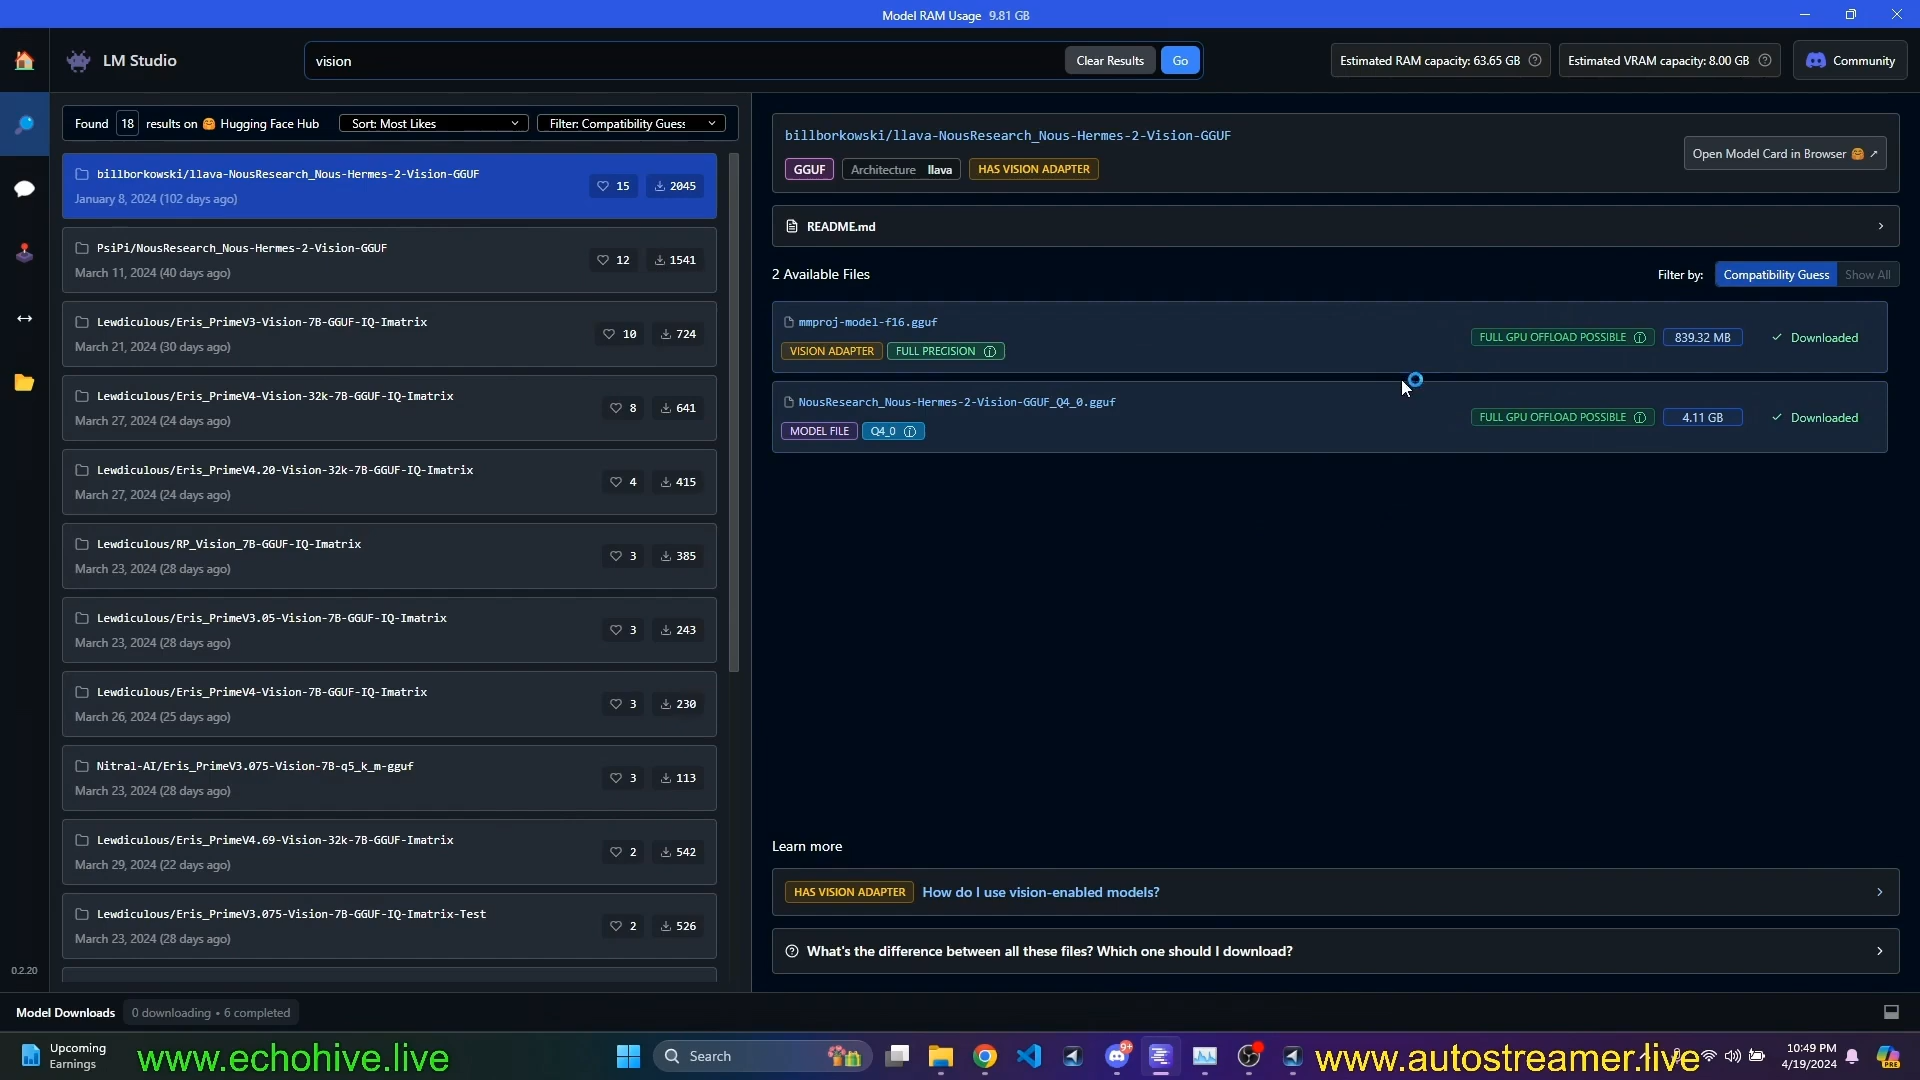 Model RAM Usage 9.81 GB
LM Studio
vision
Clear Results
Go
Estimated RAM capacity: 63.65 GB
Estimated VRAM capacity: 8.00 GB
Community
Found 18 results on Hugging Face Hub
Sort: Most Likes
Filter: Compatibility Guess
billborkowski/llava-NousResearch_Nous-Hermes-2-Vision-GGUF
15
2045
January 8, 2024 (102 days ago)
PsiPi/NousResearch_Nous-Hermes-2-Vision-GGUF
12
1541
March 11, 2024 (40 days ago)
Lewdiculous/Eris_PrimeV3-Vision-7B-GGUF-IQ-Imatrix
10
724
March 21, 2024 (30 days ago)
Lewdiculous/Eris_PrimeV4-Vision-32k-7B-GGUF-IQ-Imatrix
8
641
March 27, 2024 (24 days ago)
Lewdiculous/Eris_PrimeV4.20-Vision-32k-7B-GGUF-IQ-Imatrix
4
415
March 27, 2024 (24 days ago)
Lewdiculous/RP_Vision_7B-GGUF-IQ-Imatrix
3
385
March 23, 2024 (28 days ago)
Lewdiculous/Eris_PrimeV3.05-Vision-7B-GGUF-IQ-Imatrix
3
243
March 23, 2024 (28 days ago)
Lewdiculous/Eris_PrimeV4-Vision-7B-GGUF-IQ-Imatrix
3
230
March 26, 2024 (25 days ago)
Nitral-AI/Eris_PrimeV3.075-Vision-7B-q5_k_m-gguf
3
113
March 23, 2024 (28 days ago)
Lewdiculous/Eris_PrimeV4.69-Vision-32k-7B-GGUF-Imatrix
2
542
March 29, 2024 (22 days ago)
Lewdiculous/Eris_PrimeV3.075-Vision-7B-GGUF-IQ-Imatrix-Test
2
526
March 23, 2024 (28 days ago)
0.2.20
billborkowski/llava-NousResearch_Nous-Hermes-2-Vision-GGUF
GGUF
Architecture llava
HAS VISION ADAPTER
Open Model Card in Browser
README.md
2 Available Files
Filter by:
Compatibility Guess
Show All
mmproj-model-f16.gguf
VISION ADAPTER
FULL PRECISION
FULL GPU OFFLOAD POSSIBLE
839.32 MB
Downloaded
NousResearch_Nous-Hermes-2-Vision-GGUF_Q4_0.gguf
MODEL FILE
Q4_0
FULL GPU OFFLOAD POSSIBLE
4.11 GB
Downloaded
Learn more
HAS VISION ADAPTER
How do I use vision-enabled models?
What's the difference between all these files? Which one should I download?
Model Downloads
0 downloading • 6 completed
Upcoming
Earnings
www.echohive.live
Search
9+
www.autostreamer.live
10:49 PM
4/19/2024
PRE